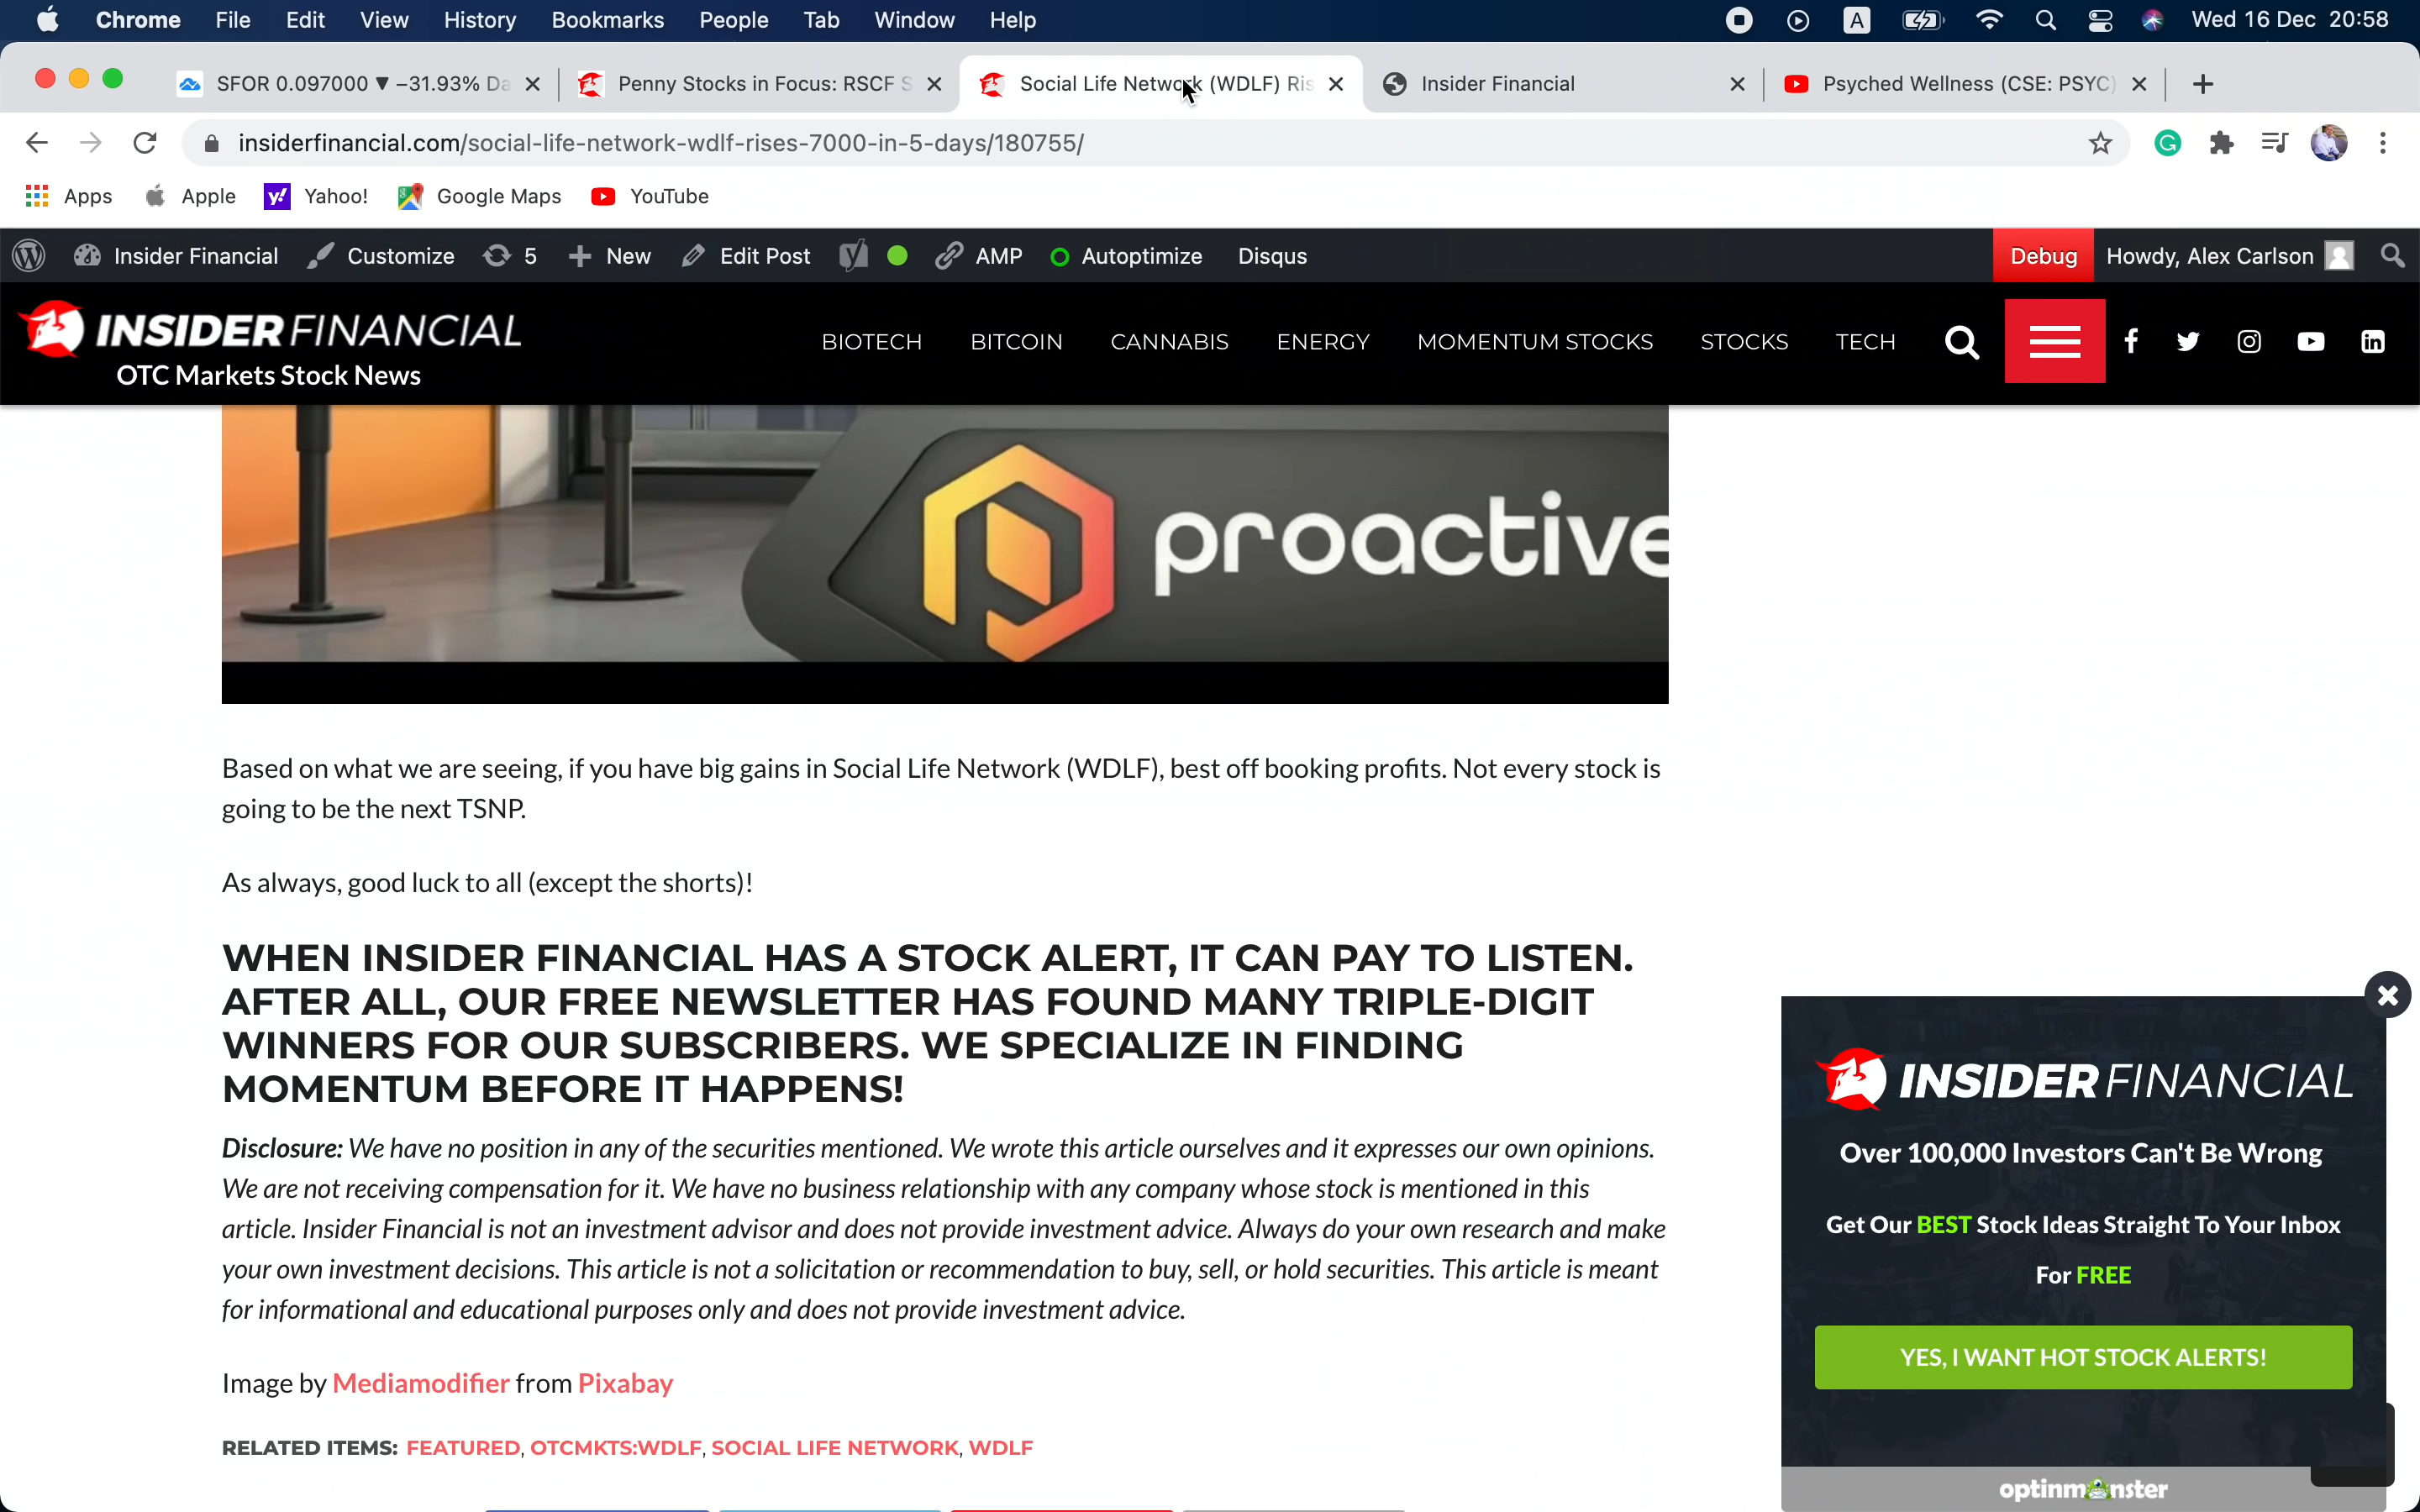 Chrome File Edit View History Bookmarks People Tab Window Help A Wed 16 Dec 20:58
SFOR 0.097000 ▼ −31.93% Da Penny Stocks in Focus: RSCF S Social Life Network (WDLF) Ris Insider Financial Psyched Wellness (CSE: PSYC)
insiderfinancial.com/social-life-network-wdlf-rises-7000-in-5-days/180755/
Apps Apple Yahoo! Google Maps YouTube
Insider Financial Customize 5 New Edit Post AMP Autoptimize Disqus Debug Howdy, Alex Carlson
INSIDER FINANCIAL
OTC Markets Stock News
BIOTECH BITCOIN CANNABIS ENERGY MOMENTUM STOCKS STOCKS TECH
proactive
Based on what we are seeing, if you have big gains in Social Life Network (WDLF), best off booking profits. Not every stock is
going to be the next TSNP.
As always, good luck to all (except the shorts)!
WHEN INSIDER FINANCIAL HAS A STOCK ALERT, IT CAN PAY TO LISTEN.
AFTER ALL, OUR FREE NEWSLETTER HAS FOUND MANY TRIPLE-DIGIT
WINNERS FOR OUR SUBSCRIBERS. WE SPECIALIZE IN FINDING
MOMENTUM BEFORE IT HAPPENS!
Disclosure: We have no position in any of the securities mentioned. We wrote this article ourselves and it expresses our own opinions.
We are not receiving compensation for it. We have no business relationship with any company whose stock is mentioned in this
article. Insider Financial is not an investment advisor and does not provide investment advice. Always do your own research and make
your own investment decisions. This article is not a solicitation or recommendation to buy, sell, or hold securities. This article is meant
for informational and educational purposes only and does not provide investment advice.
Image by Mediamodifier from Pixabay
RELATED ITEMS: FEATURED, OTCMKTS:WDLF, SOCIAL LIFE NETWORK, WDLF
INSIDER FINANCIAL
Over 100,000 Investors Can't Be Wrong
Get Our BEST Stock Ideas Straight To Your Inbox
For FREE
YES, I WANT HOT STOCK ALERTS!
optinmonster